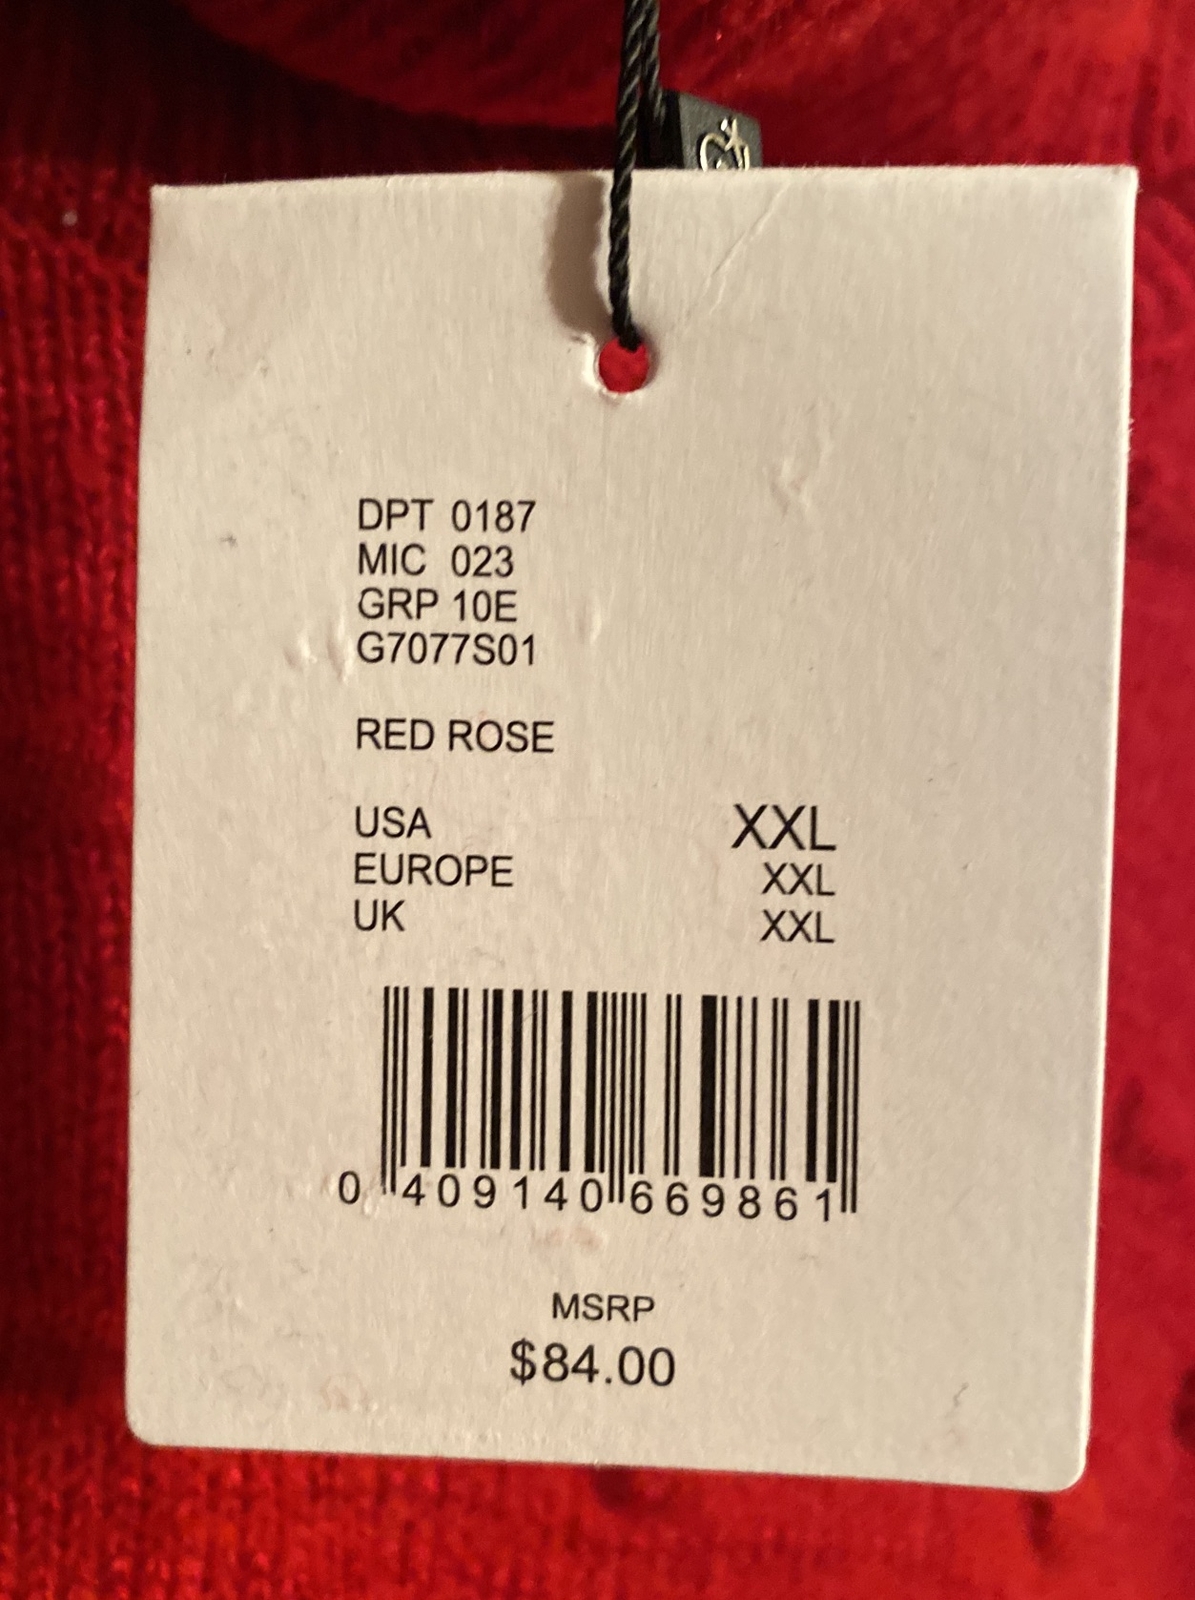 DPT 0187
MIC 023
GRP 10E
G7077S01
RED ROSE
USA XXL
EUROPE XXL
UK XXL
0 409140 669861
MSRP
$84.00